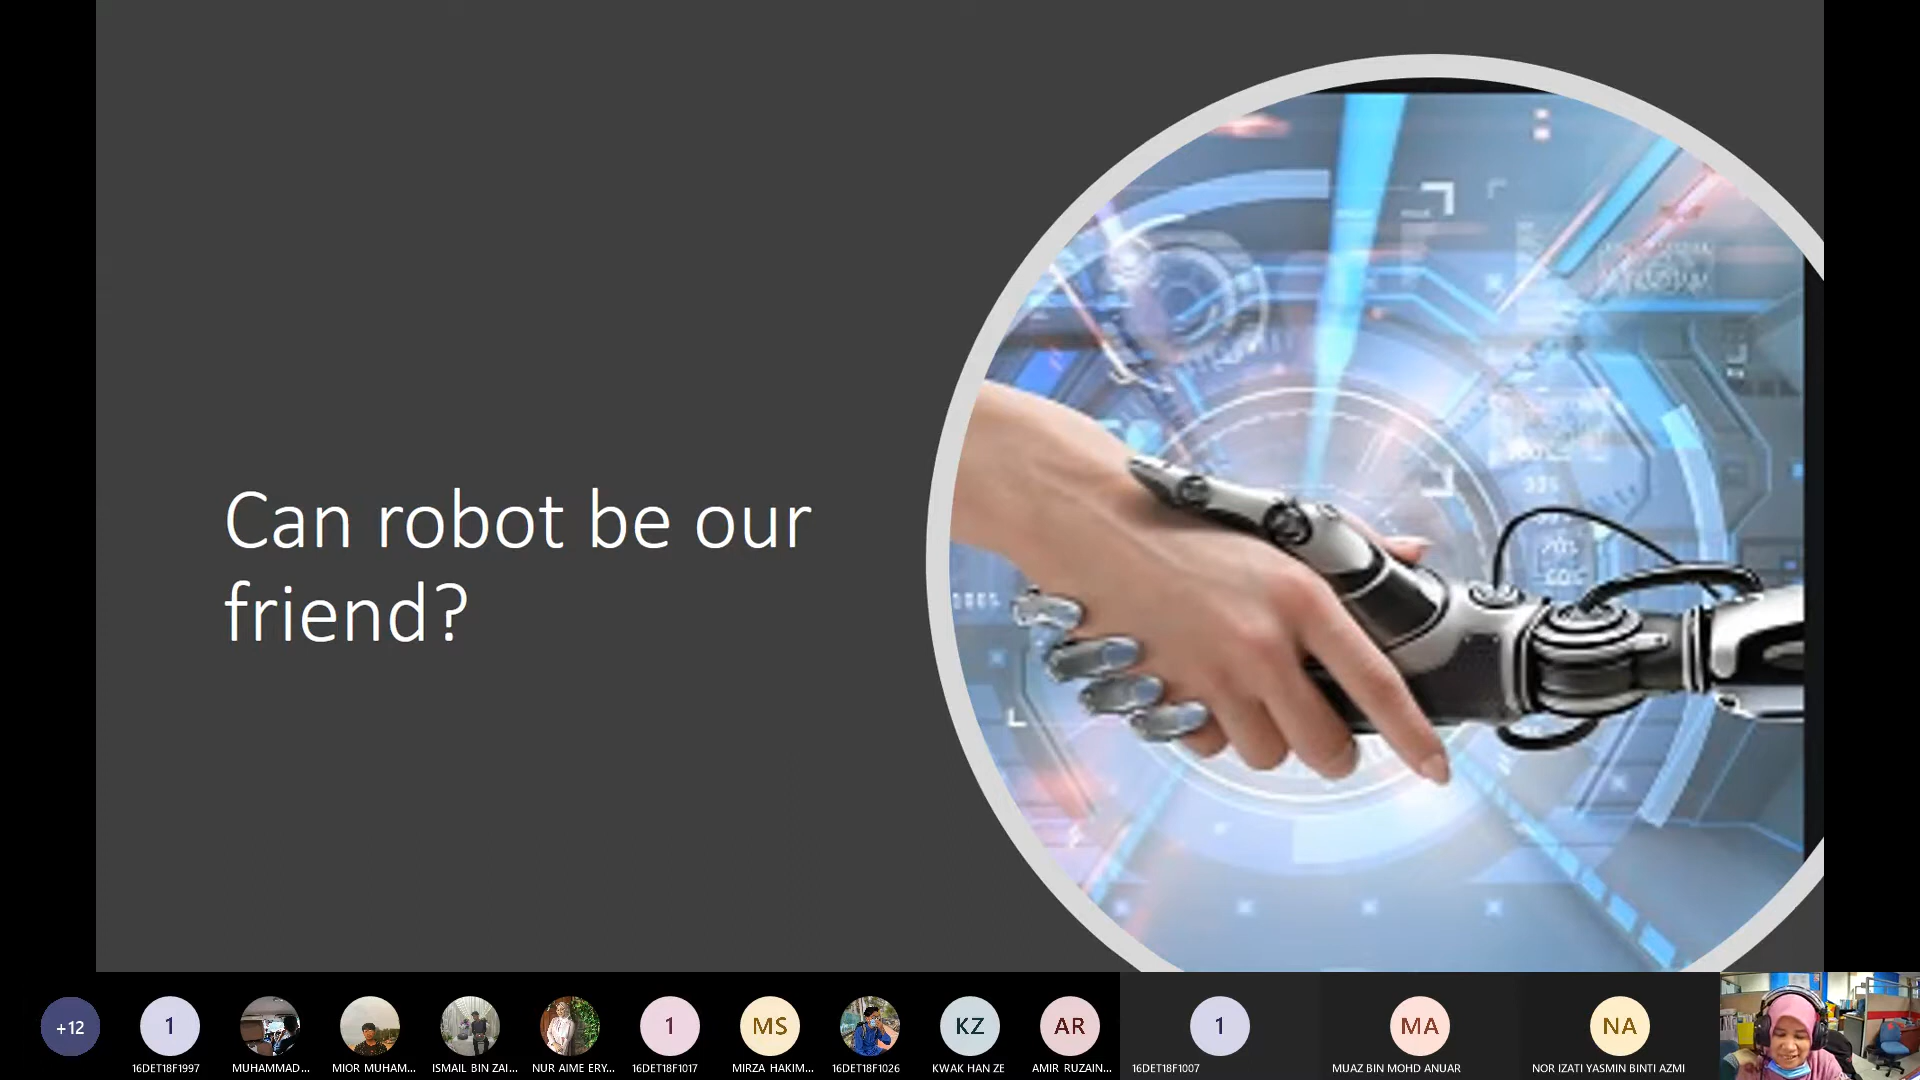 Can robot be our
friend?
100%
+12
1
MS
KZ
AR
1
1
MA
NA
16DET18F1997
MUHAMMAD...
MIOR MUHAM...
ISMAIL BIN ZAI...
NUR AIME ERY...
16DET18F1017
MIRZA HAKIM...
16DET18F1026
KWAK HAN ZE
AMIR RUZAIN...
16DET18F1007
MUAZ BIN MOHD ANUAR
NOR IZATI YASMIN BINTI AZMI